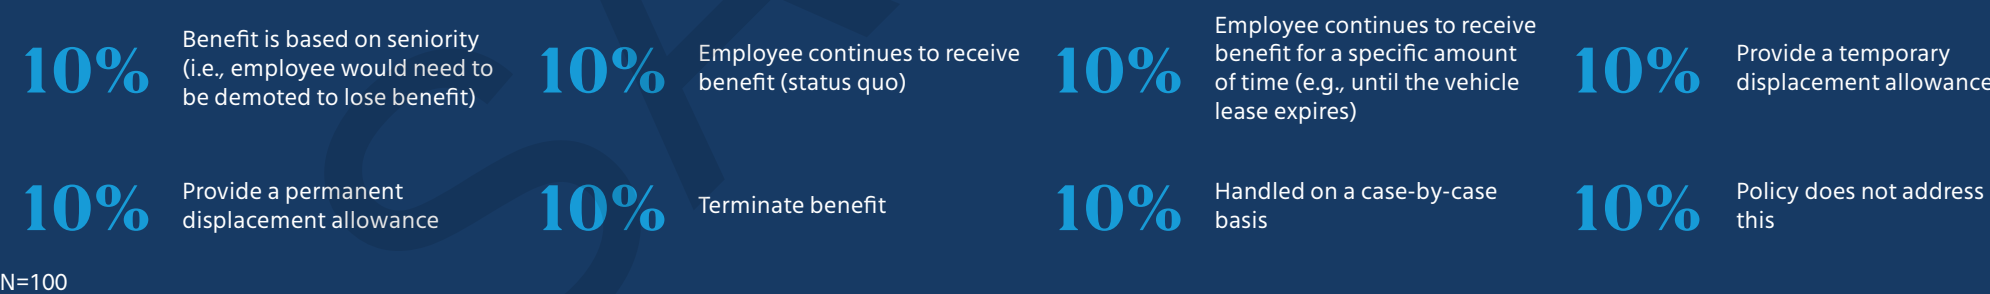 10%
Benefit is based on seniority
(i.e., employee would need to
be demoted to lose benefit)
10%
Employee continues to receive
benefit (status quo)
10%
Employee continues to receive
benefit for a specific amount
of time (e.g., until the vehicle
lease expires)
10%
Provide a temporary
displacement allowance
10%
Provide a permanent
displacement allowance
10%
Terminate benefit
10%
Handled on a case-by-case
basis
10%
Policy does not address
this
N=100